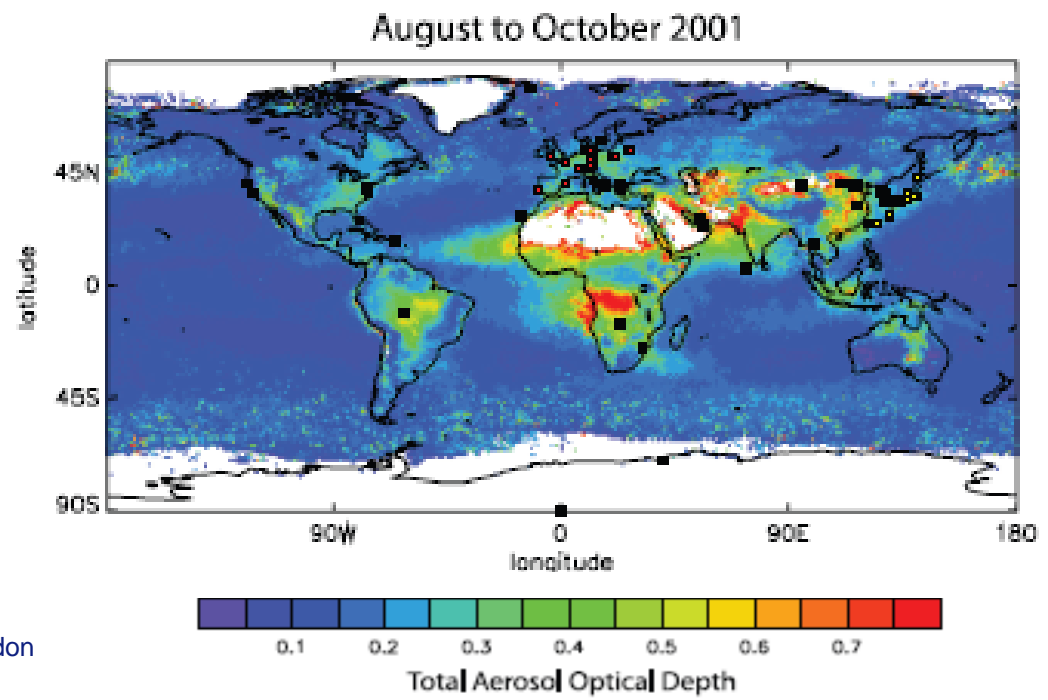 August to October 2001
45N
0
45S
90S
latitude
90W 0 90E 180
longitude
0.1 0.2 0.3 0.4 0.5 0.6 0.7
don
Total Aerosol Optical Depth